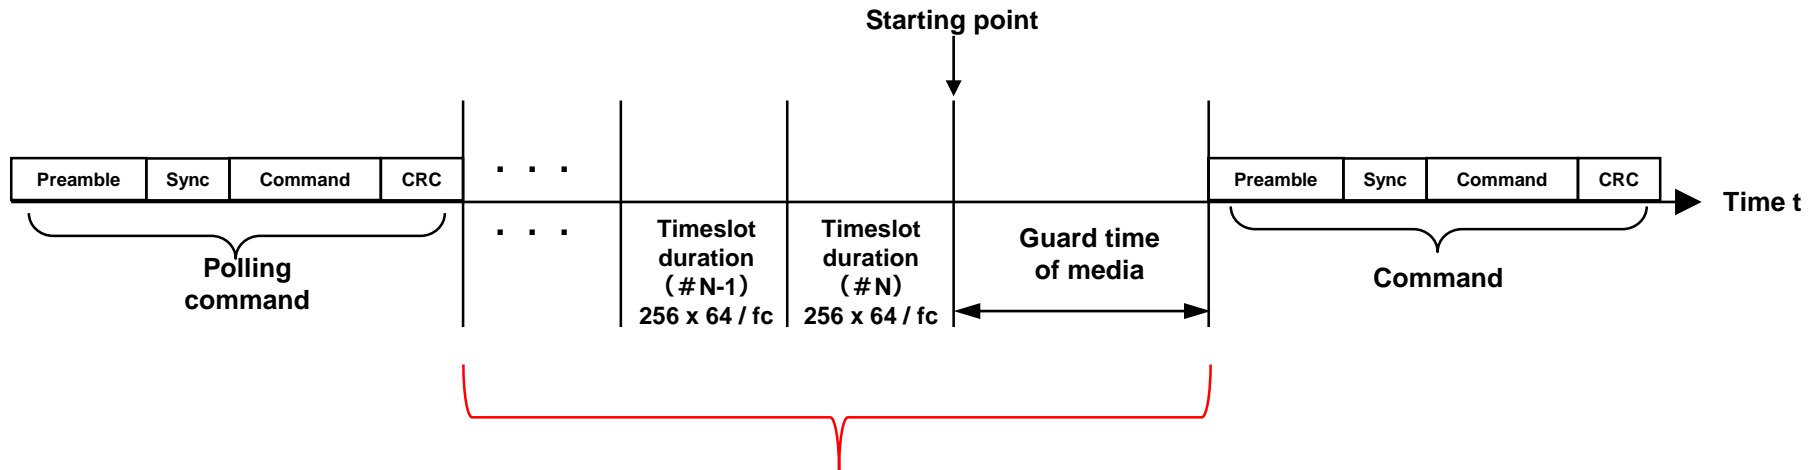 Starting point
Preamble Sync Command CRC
. . .
Preamble Sync Command CRC
Time t
Polling
command
. . .
Timeslot
duration
（＃N-1）
256 x 64 / fc
Timeslot
duration
（＃N）
256 x 64 / fc
Guard time
of media
Command